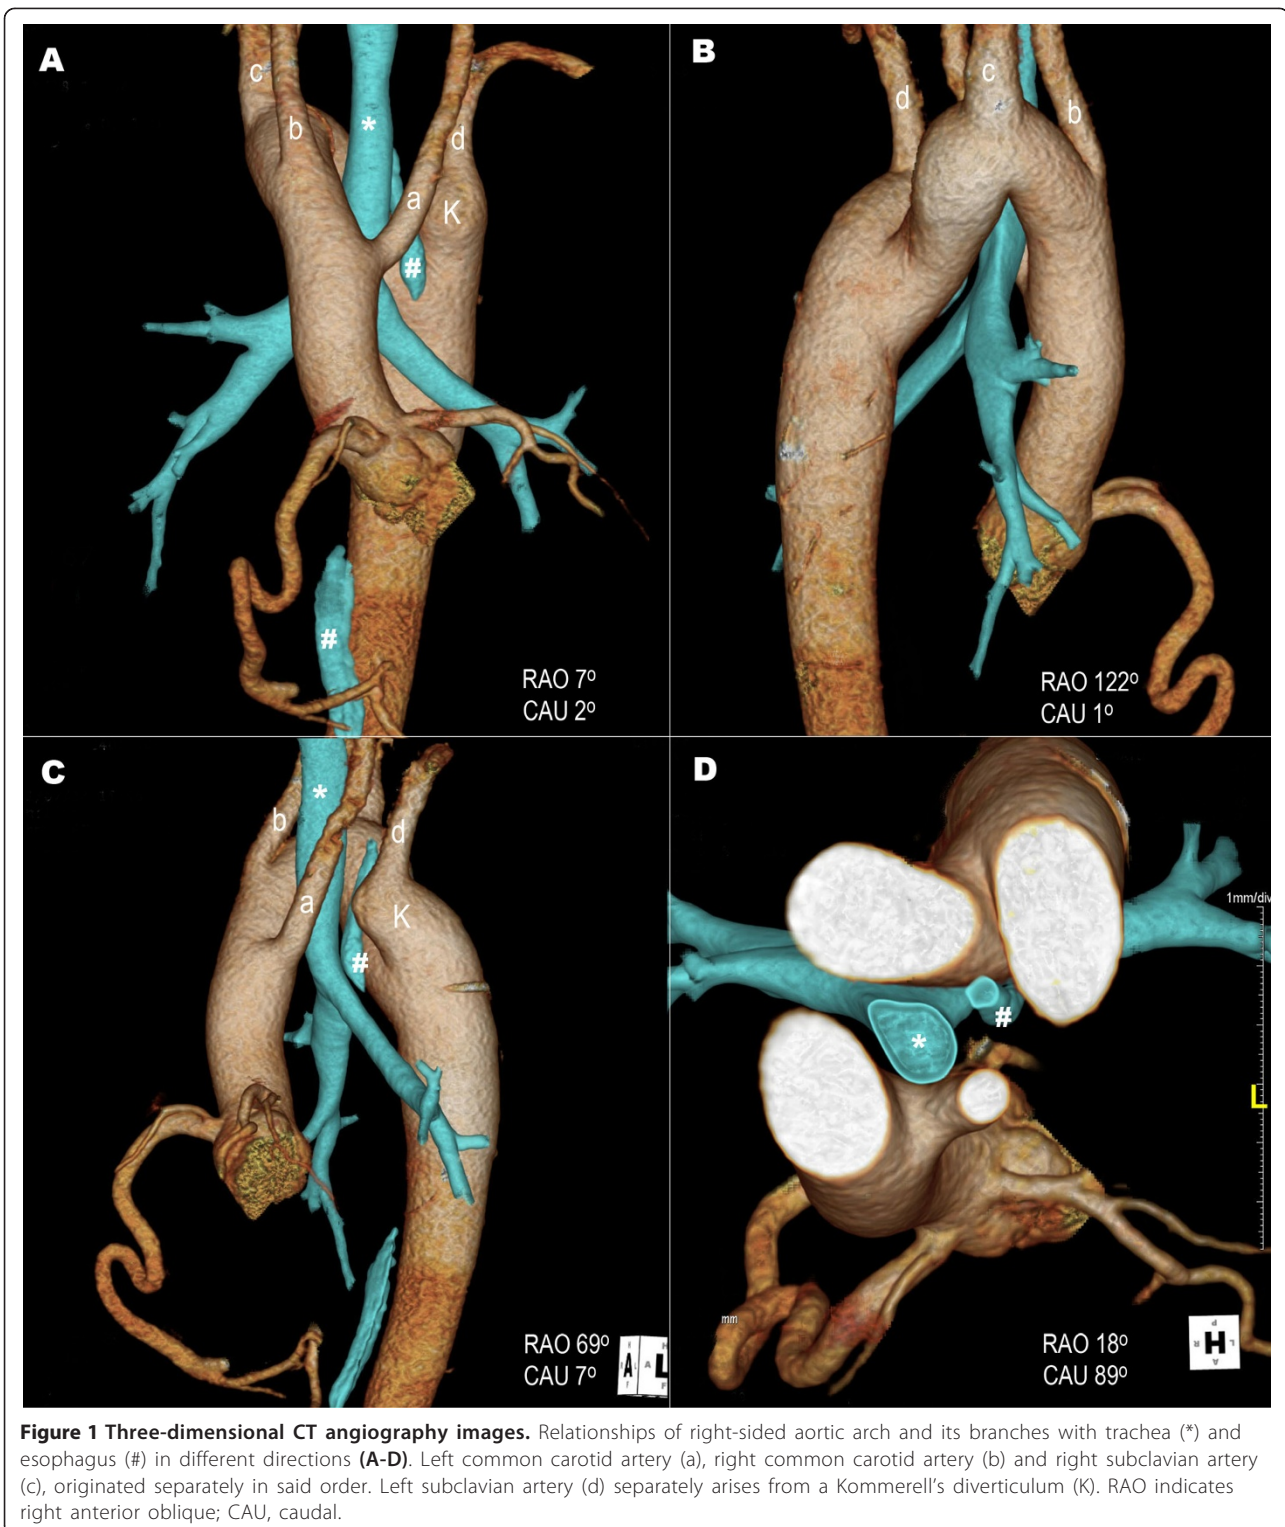 A
c
b
*
d
a
K
#
#
RAO 7º
CAU 2º
B
c
d
b
RAO 122º
CAU 1º
C
*
b
d
a
K
#
RAO 69º
CAU 7º
A
L
D
1mm/div
#
*
L
mm
RAO 18º
CAU 89º
P
R H L
A
Figure 1 Three-dimensional CT angiography images. Relationships of right-sided aortic arch and its branches with trachea (*) and
esophagus (#) in different directions (A-D). Left common carotid artery (a), right common carotid artery (b) and right subclavian artery
(c), originated separately in said order. Left subclavian artery (d) separately arises from a Kommerell's diverticulum (K). RAO indicates
right anterior oblique; CAU, caudal.